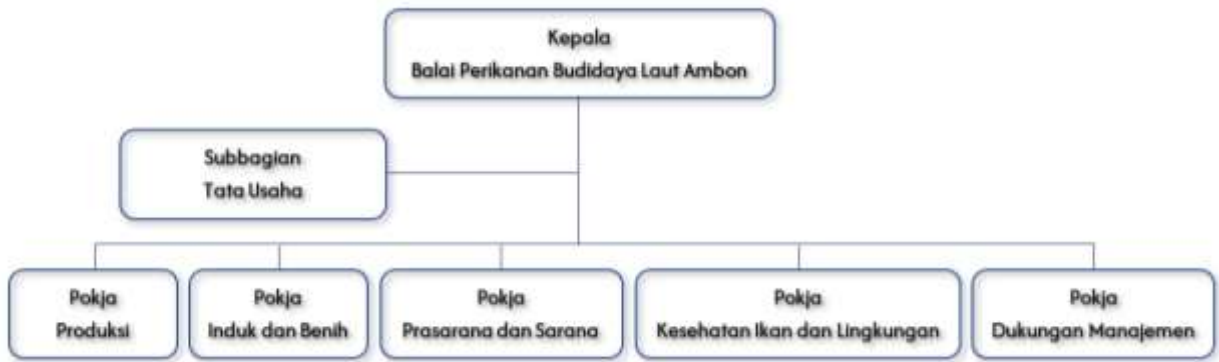 Kepala
Balai Perikanan Budidaya Laut Ambon
Subbagian
Tata Usaha
Pokja
Produksi
Pokja
Induk dan Benih
Pokja
Prasarana dan Sarana
Pokja
Kesehatan Ikan dan Lingkungan
Pokja
Dukungan Manajemen